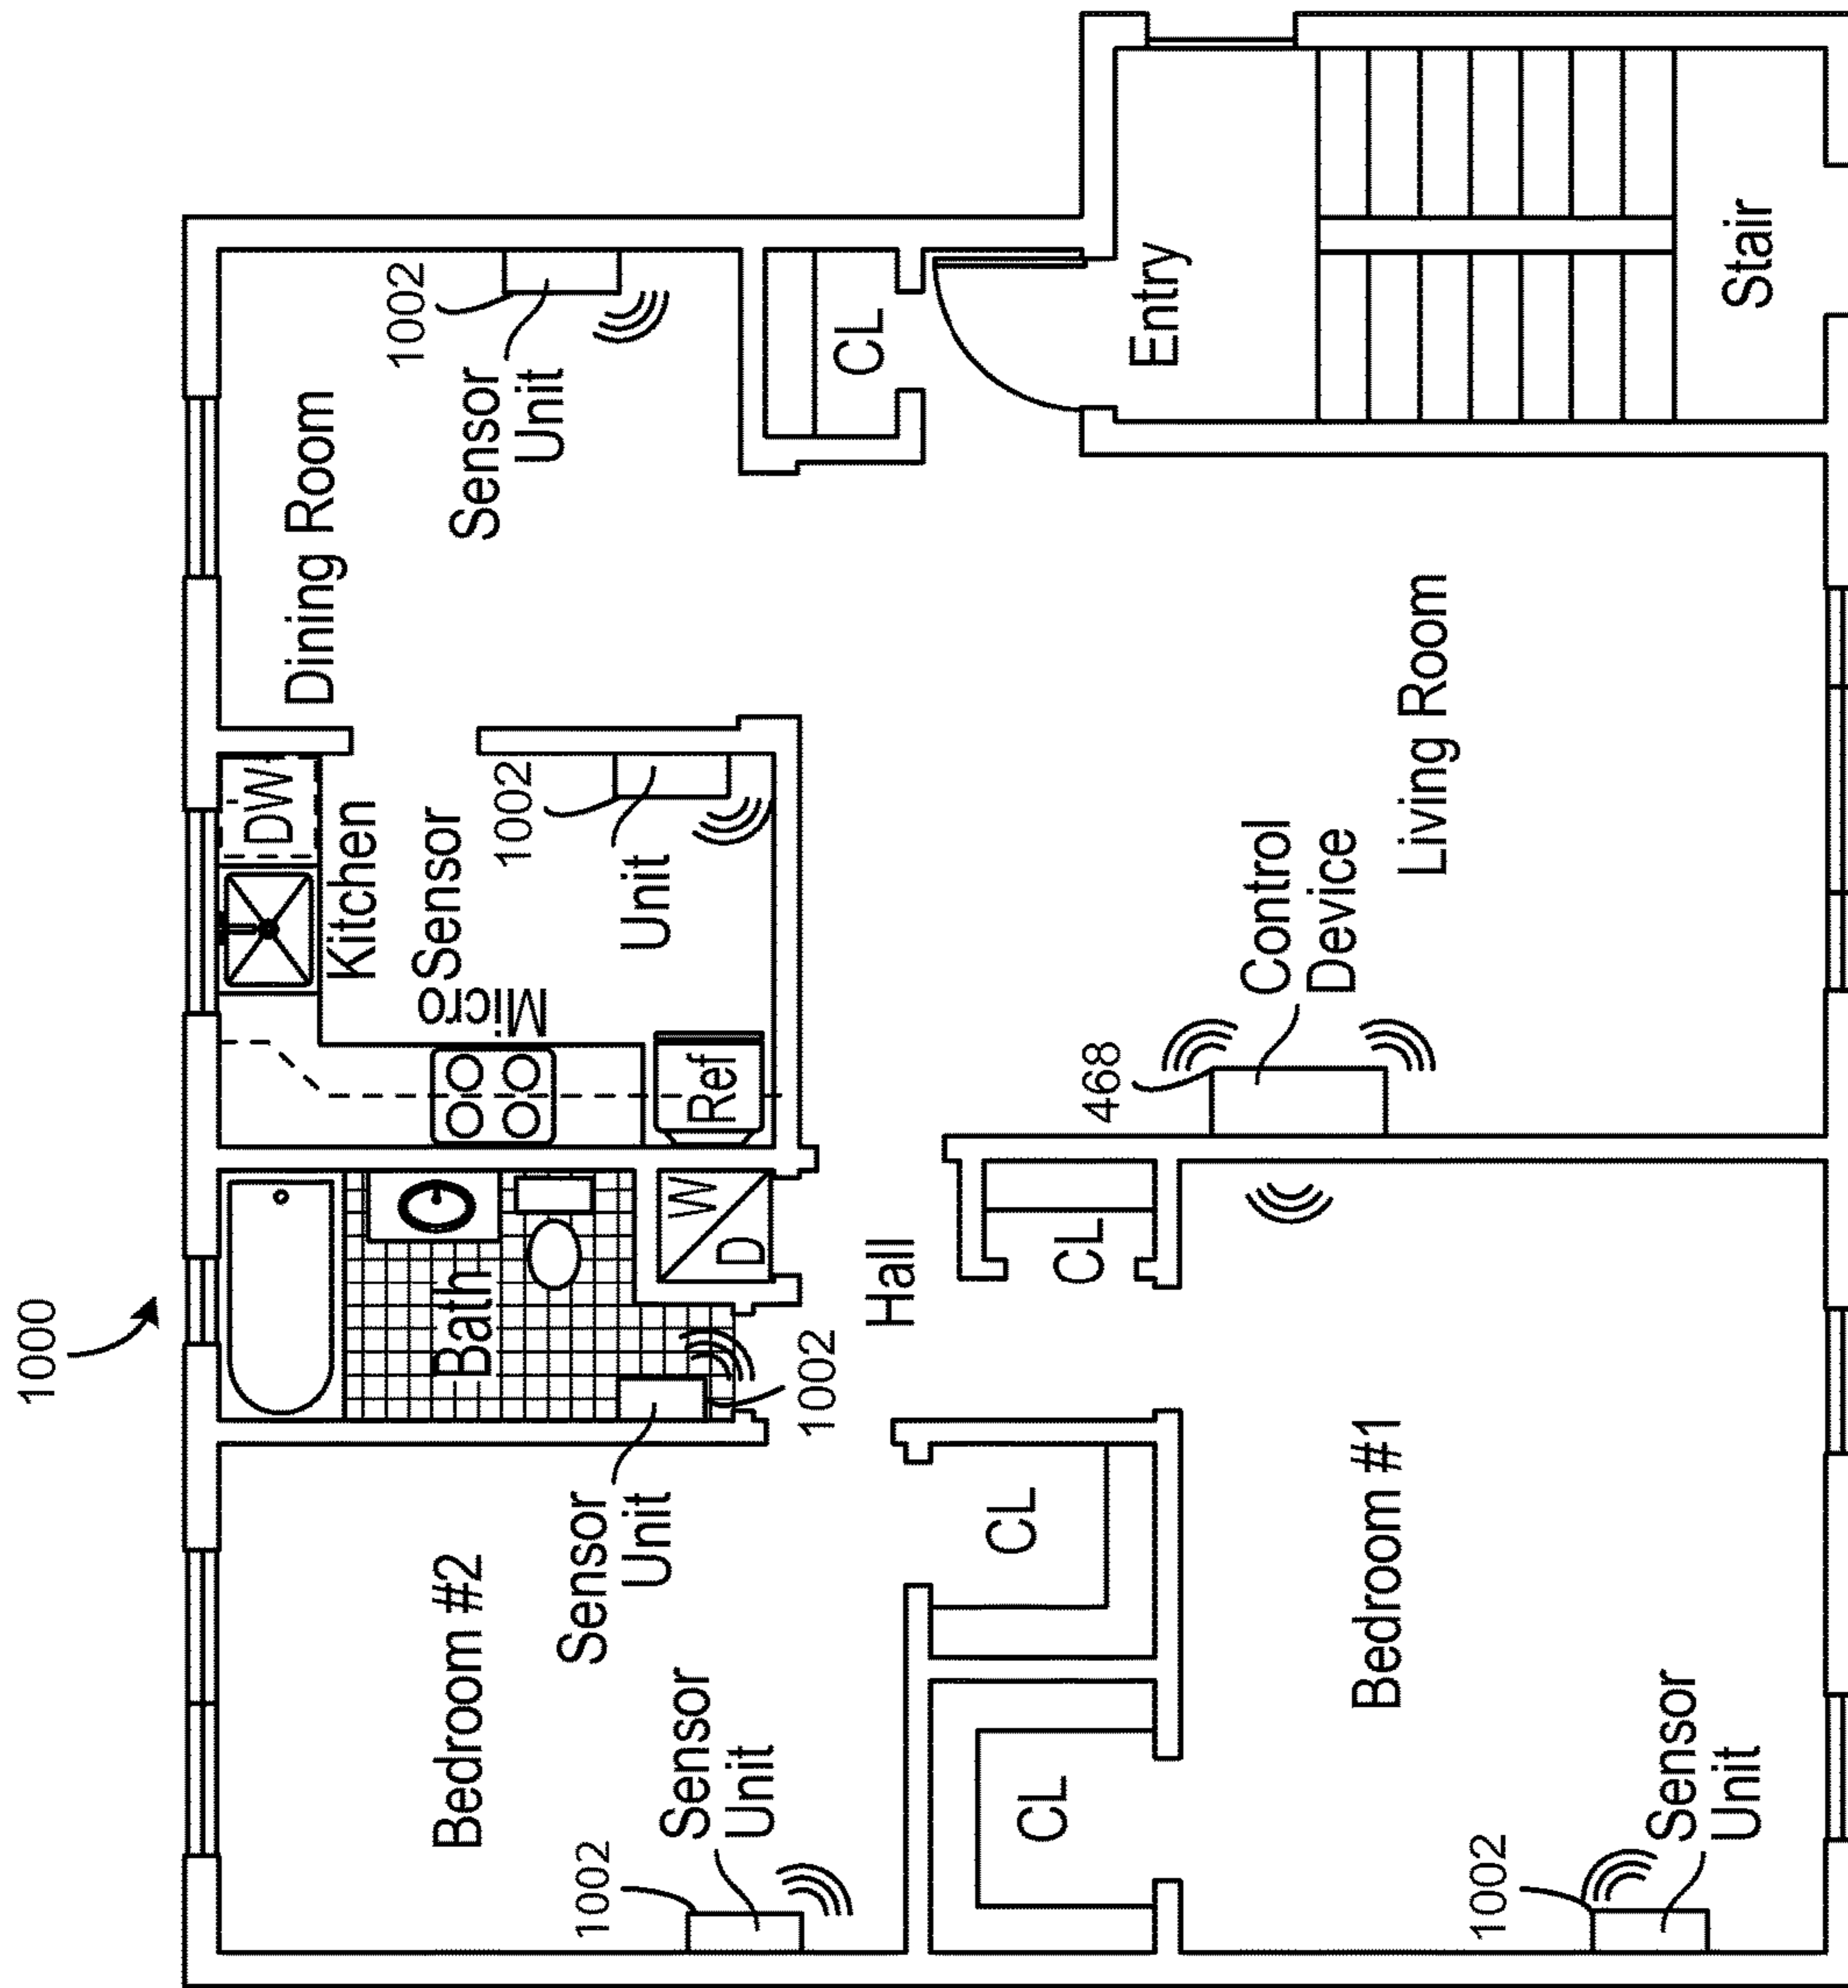 1000
DW
Dining Room
Kitchen
1002
Bedroom #2
Bath
Sensor
Micro
Sensor
Unit
1002
Sensor
Unit
1002
Unit
1002
Sensor
Unit
W
D
Ref
1002
CL
Hall
CL
CL
CL
468
Entry
Control
Device
Bedroom #1
Living Room
1002
Sensor
Unit
Stair